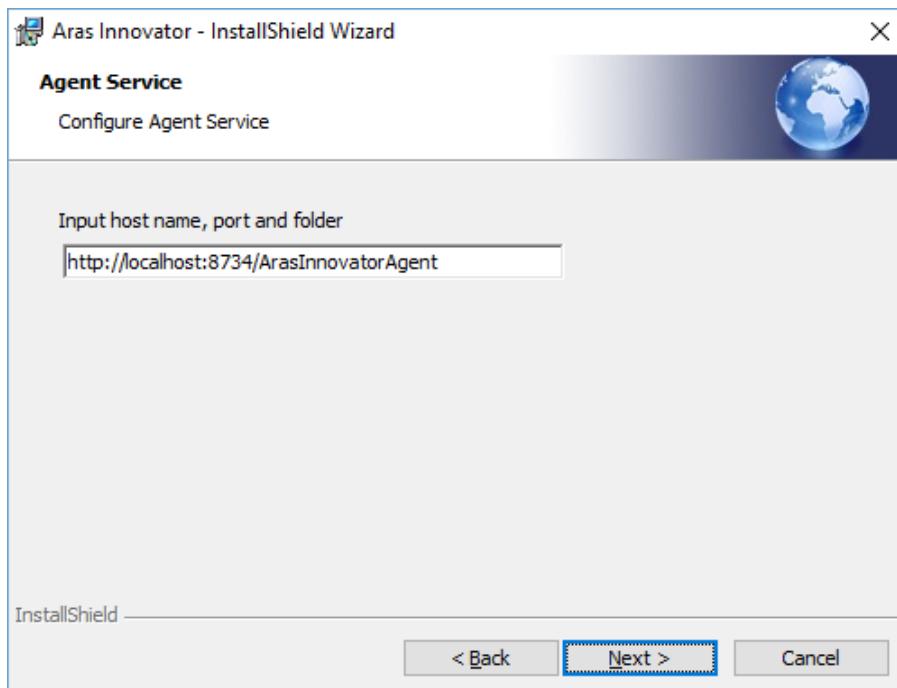 Aras Innovator - InstallShield Wizard
Agent Service
Configure Agent Service
Input host name, port and folder
http://localhost:8734/ArasInnovatorAgent
InstallShield
< Back
Next >
Cancel